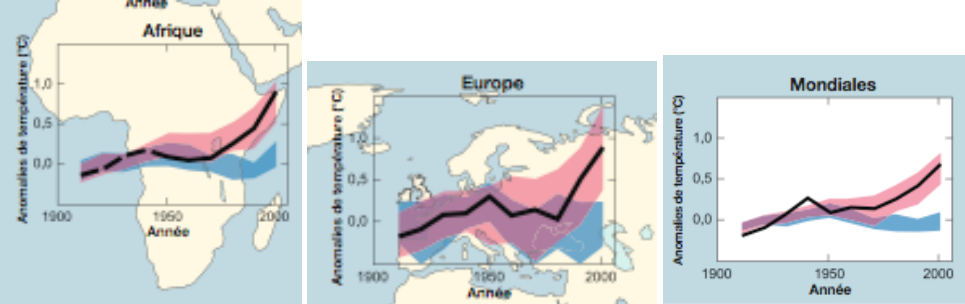 Année
Afrique
Anomalies de température (°C)
1,0
0,5
0,0
1900
1950
2000
Année
Europe
Anomalies de température (°C)
1,0
0,5
0,0
1900
1950
2000
Année
Mondiales
Anomalies de température (°C)
1,0
0,5
0,0
1900
1950
2000
Année